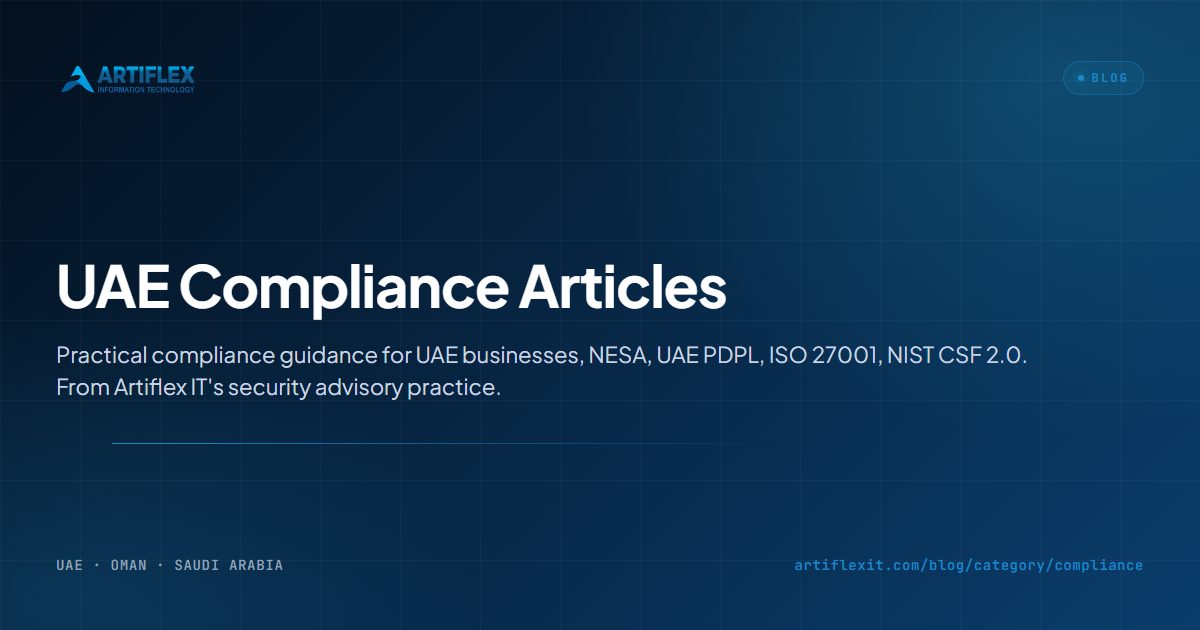 ARTIFLEX
INFORMATION TECHNOLOGY
BLOG
UAE Compliance Articles
Practical compliance guidance for UAE businesses, NESA, UAE PDPL, ISO 27001, NIST CSF 2.0.
From Artiflex IT's security advisory practice.
UAE · OMAN · SAUDI ARABIA
artiflexit.com/blog/category/compliance